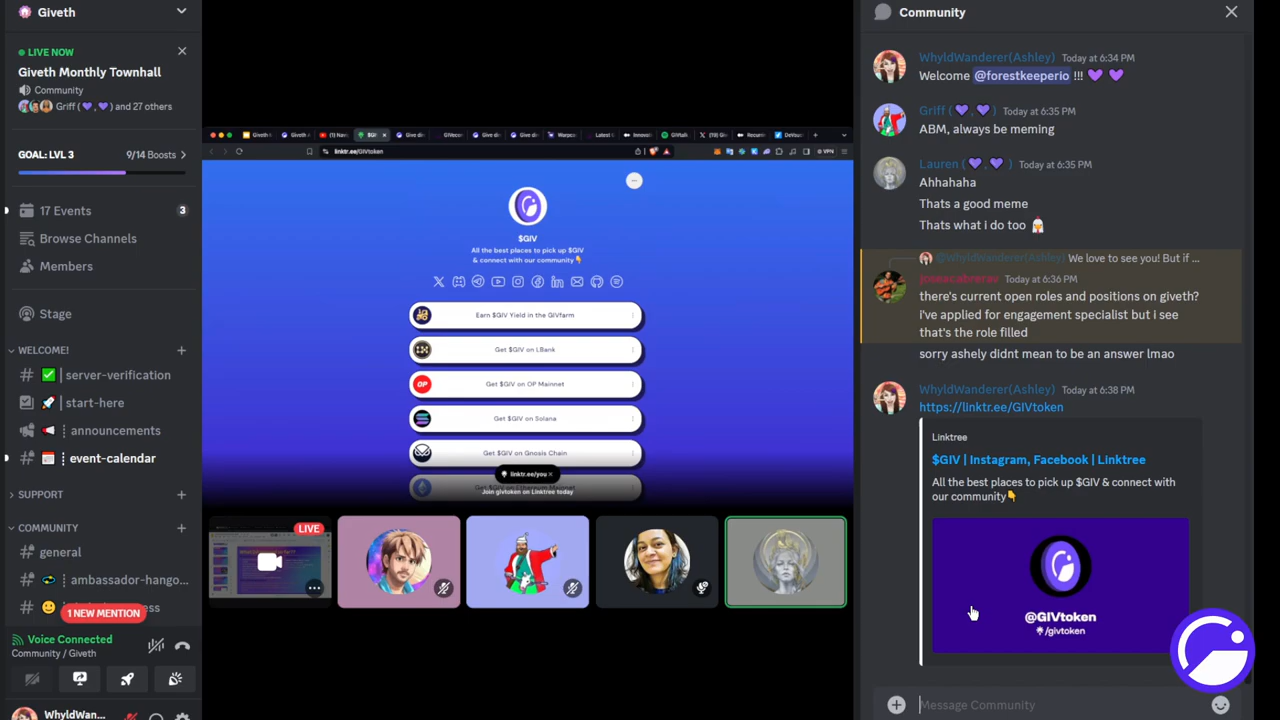 Giveth
LIVE NOW
Giveth Monthly Townhall
Community
Griff (💜,💜) and 27 others
GOAL: LVL 3
9/14 Boosts
17 Events
3
Browse Channels
Members
Stage
WELCOME!
✅ | server-verification
🚀 | start-here
📣 | announcements
📅 | event-calendar
SUPPORT
COMMUNITY
general
| ambassador-hango...
1 NEW MENTION
Voice Connected
Community / Giveth
WhyldWan...
linktr.ee/GIVtoken
VPN
$GIV
All the best places to pick up $GIV
& connect with our community👇
Earn $GIV Yield in the GIVfarm
Get $GIV on OP Mainnet
Get $GIV on Solana
Get $GIV on Gnosis Chain
linktr.ee/you
Join givtoken on Linktree today
LIVE
Community
WhyldWanderer(Ashley) Today at 6:34 PM
Welcome @forestkeeperio !!! 💜 💜
Griff (💜,💜) Today at 6:35 PM
ABM, always be meming
Lauren (💜,💜) Today at 6:35 PM
Ahhahaha
Thats a good meme
Thats what i do too
@WhyldWanderer(Ashley) We love to see you! But if ...
Today at 6:36 PM
there's current open roles and positions on giveth?
i've applied for engagement specialist but i see
that's the role filled
sorry ashely didnt mean to be an answer lmao
WhyldWanderer(Ashley) Today at 6:38 PM
https://linktr.ee/GIVtoken
Linktree
$GIV | Instagram, Facebook | Linktree
All the best places to pick up $GIV & connect with
our community👇
@GIVtoken
/givtoken
Message Community